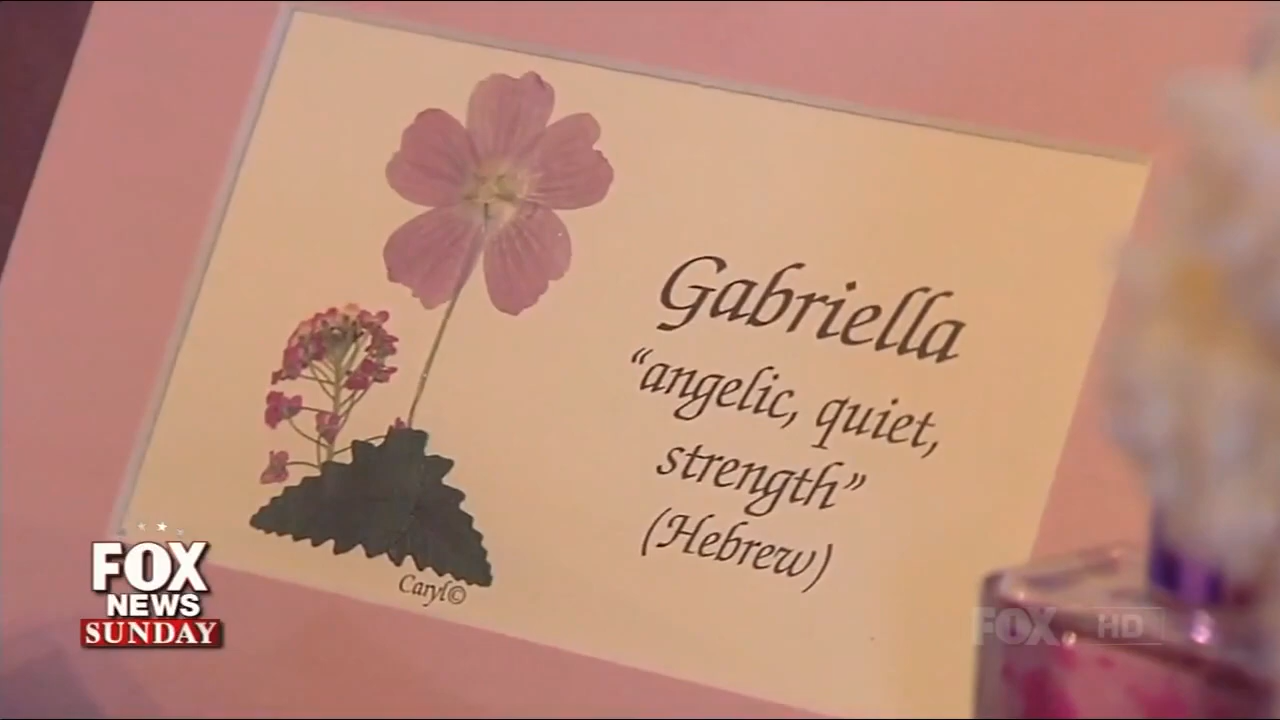 Gabriella
“angelic, quiet,
strength”
(Hebrew)
Caryl©
FOX
NEWS
SUNDAY
FOX HD